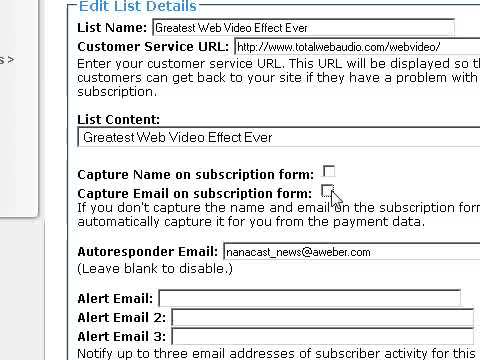 Edit List Details
List Name: Greatest Web Video Effect Ever
Customer Service URL: http://www.totalwebaudio.com/webvideo/
Enter your customer service URL. This URL will be displayed so
customers can get back to your site if they have a problem with
subscription.
List Content:
Greatest Web Video Effect Ever
s >
Capture Name on subscription form:
Capture Email on subscription form:
If you don't capture the name and email on the subscription
automatically capture it for you from the payment data.
Autoresponder Email: nanacast_news@aweber.com
(Leave blank to disable.)
Alert Email:
Alert Email 2:
Alert Email 3:
Notify up to three email addresses of subscriber activity for this